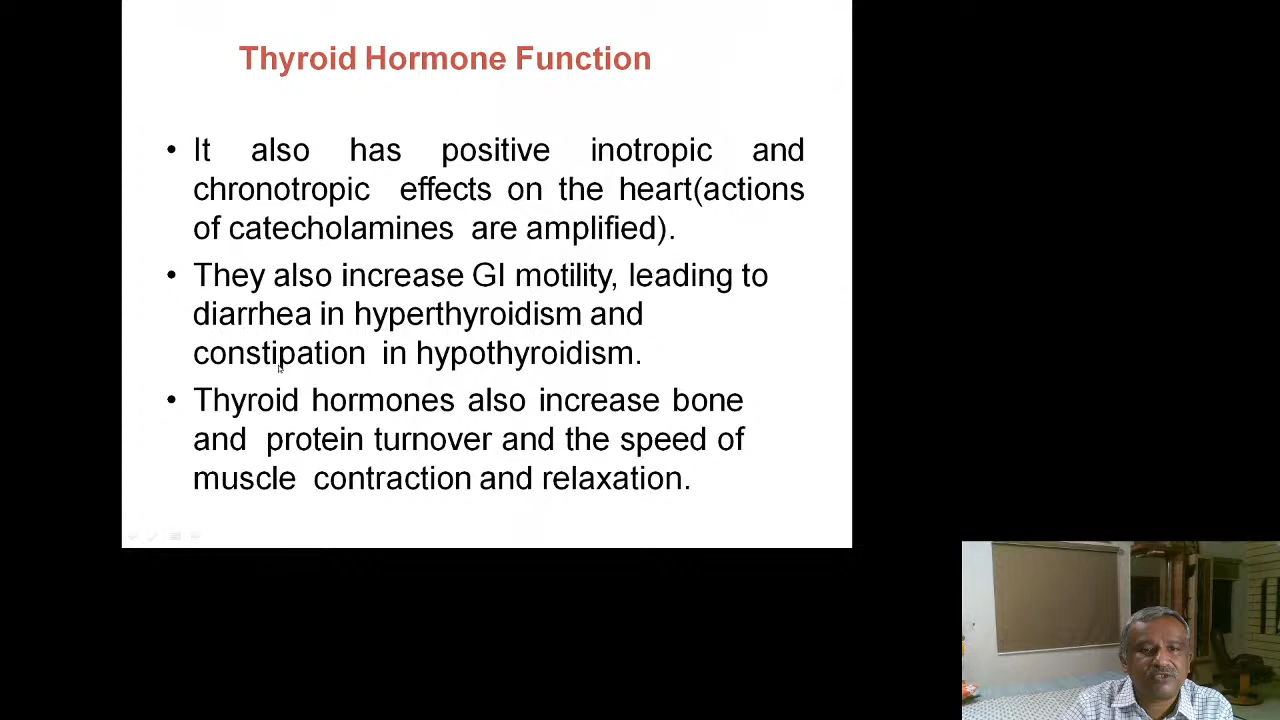 Thyroid Hormone Function
• It also has positive inotropic and
chronotropic effects on the heart(actions
of catecholamines are amplified).
• They also increase GI motility, leading to
diarrhea in hyperthyroidism and
constipation in hypothyroidism.
• Thyroid hormones also increase bone
and protein turnover and the speed of
muscle contraction and relaxation.